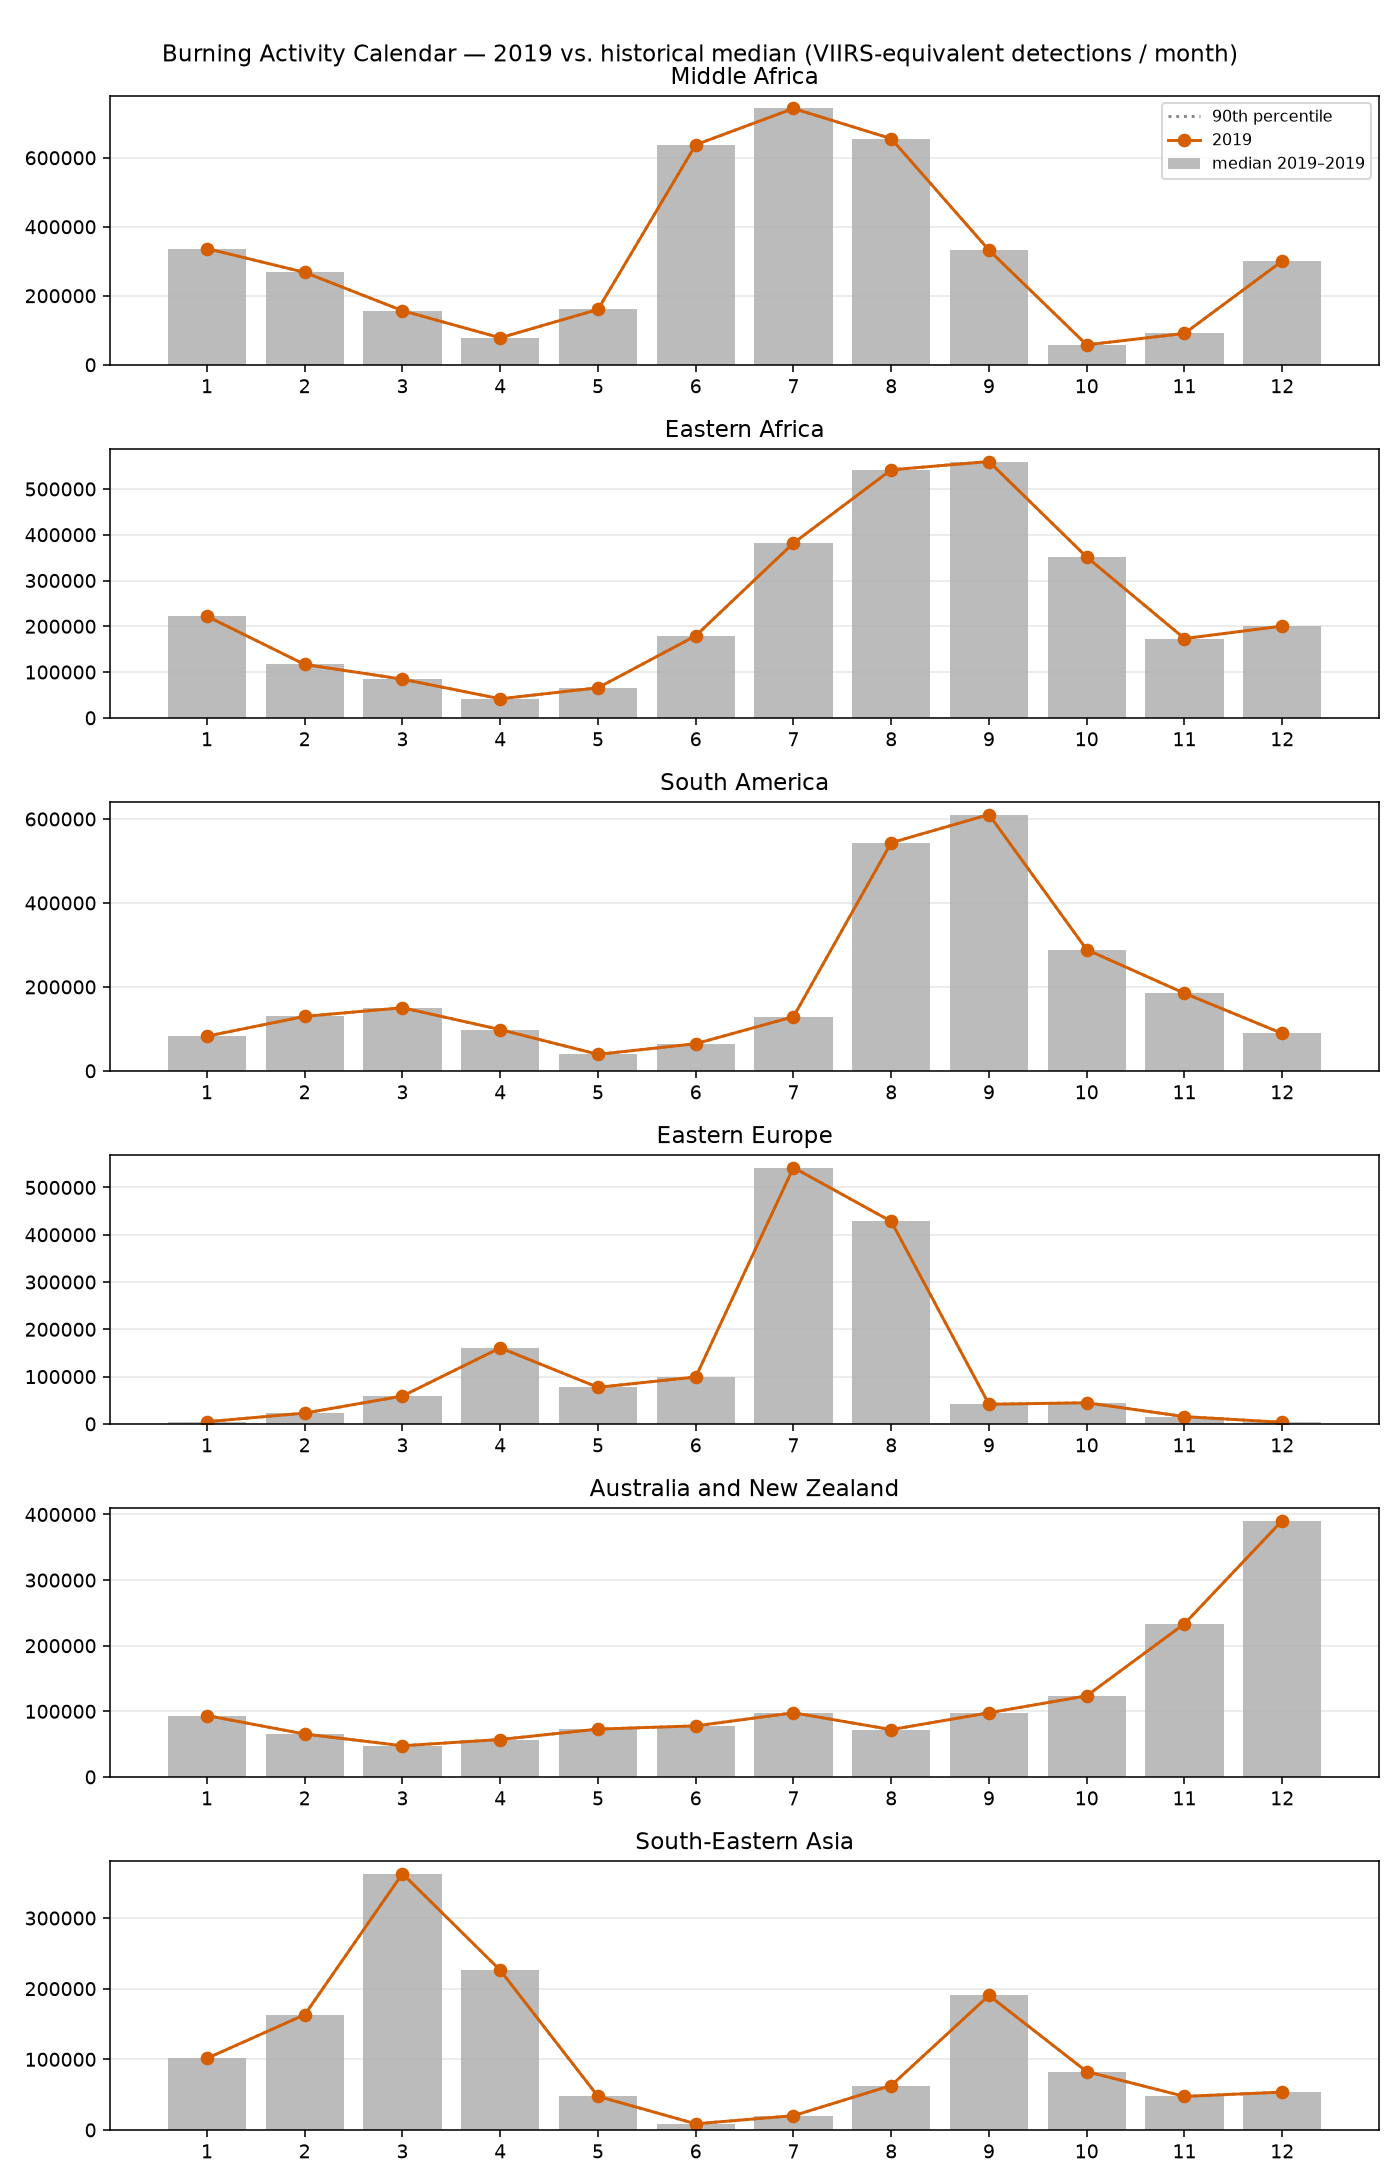 Burning Activity Calendar — 2019 vs. historical median (VIIRS-equivalent detections / month)
Middle Africa
90th percentile
2019
median 2019–2019
600000
400000
200000
0
1 2 3 4 5 6 7 8 9 10 11 12
Eastern Africa
500000
400000
300000
200000
100000
0
1 2 3 4 5 6 7 8 9 10 11 12
South America
600000
400000
200000
0
1 2 3 4 5 6 7 8 9 10 11 12
Eastern Europe
500000
400000
300000
200000
100000
0
1 2 3 4 5 6 7 8 9 10 11 12
Australia and New Zealand
400000
300000
200000
100000
0
1 2 3 4 5 6 7 8 9 10 11 12
South-Eastern Asia
300000
200000
100000
0
1 2 3 4 5 6 7 8 9 10 11 12